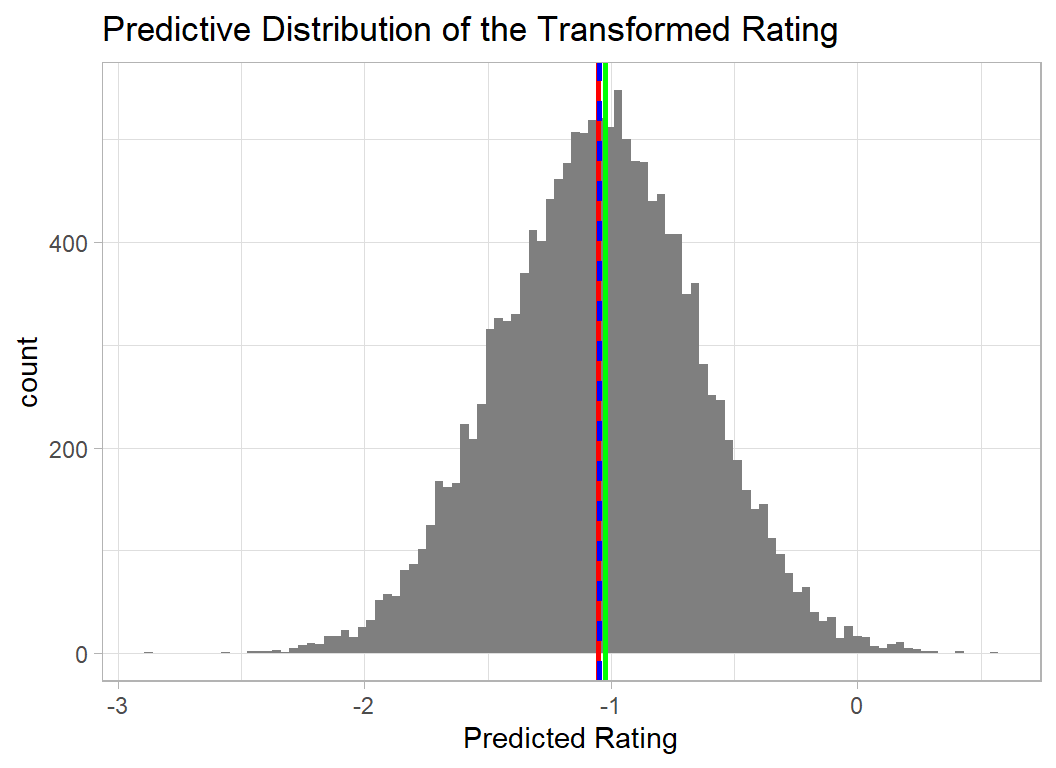 Predictive Distribution of the Transformed Rating
count
400
200
0
-3
-2
-1
0
Predicted Rating